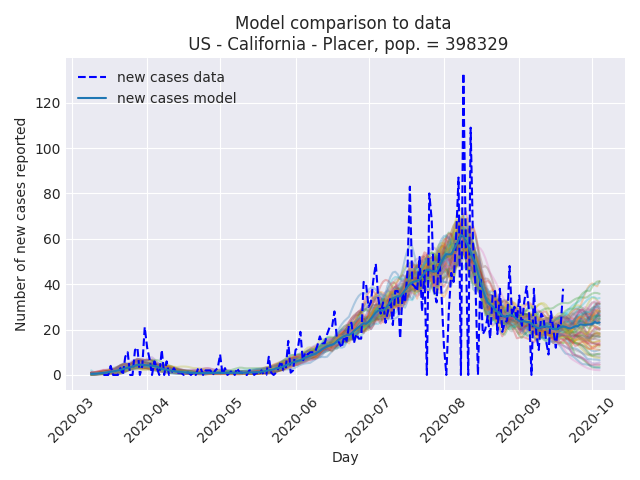 Model comparison to data
US - California - Placer, pop. = 398329
new cases data
new cases model
Number of new cases reported
120
100
80
60
40
20
0
2020-03
2020-04
2020-05
2020-06
2020-07
2020-08
2020-09
2020-10
Day